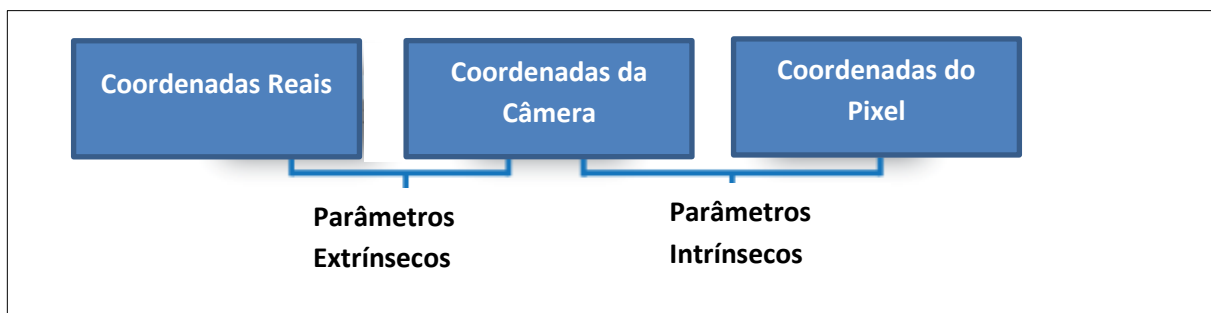 Coordenadas Reais
Coordenadas da
Câmera
Coordenadas do
Pixel
Parâmetros
Extrínsecos
Parâmetros
Intrínsecos